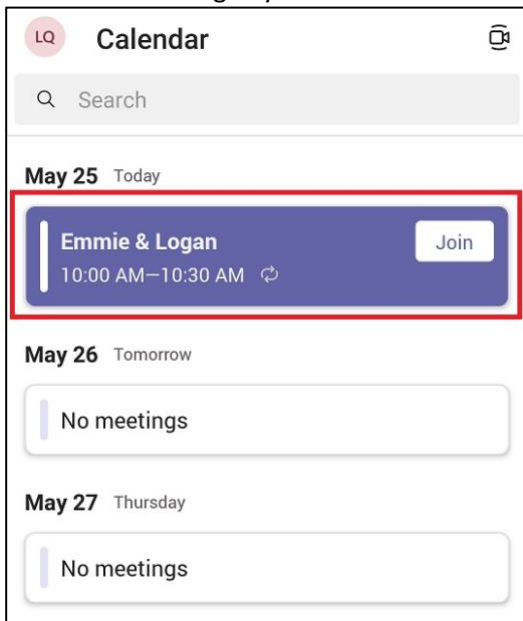 LQ Calendar
Search
May 25 Today
Emmie & Logan
Join
10:00 AM—10:30 AM
May 26 Tomorrow
No meetings
May 27 Thursday
No meetings